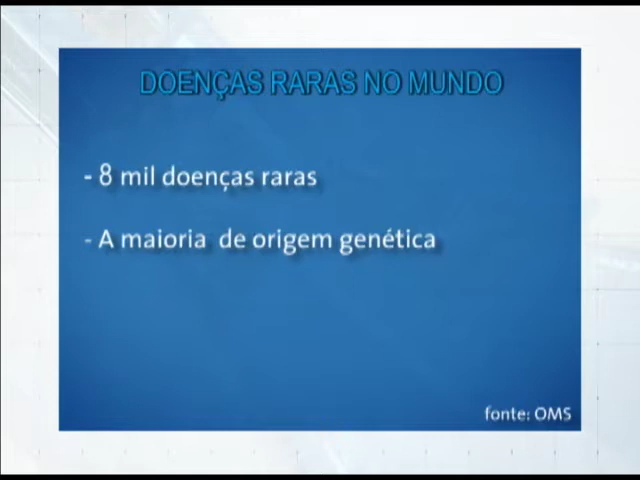 DOENÇAS RARAS NO MUNDO
- 8 mil doenças raras
- A maioria de origem genética
fonte: OMS